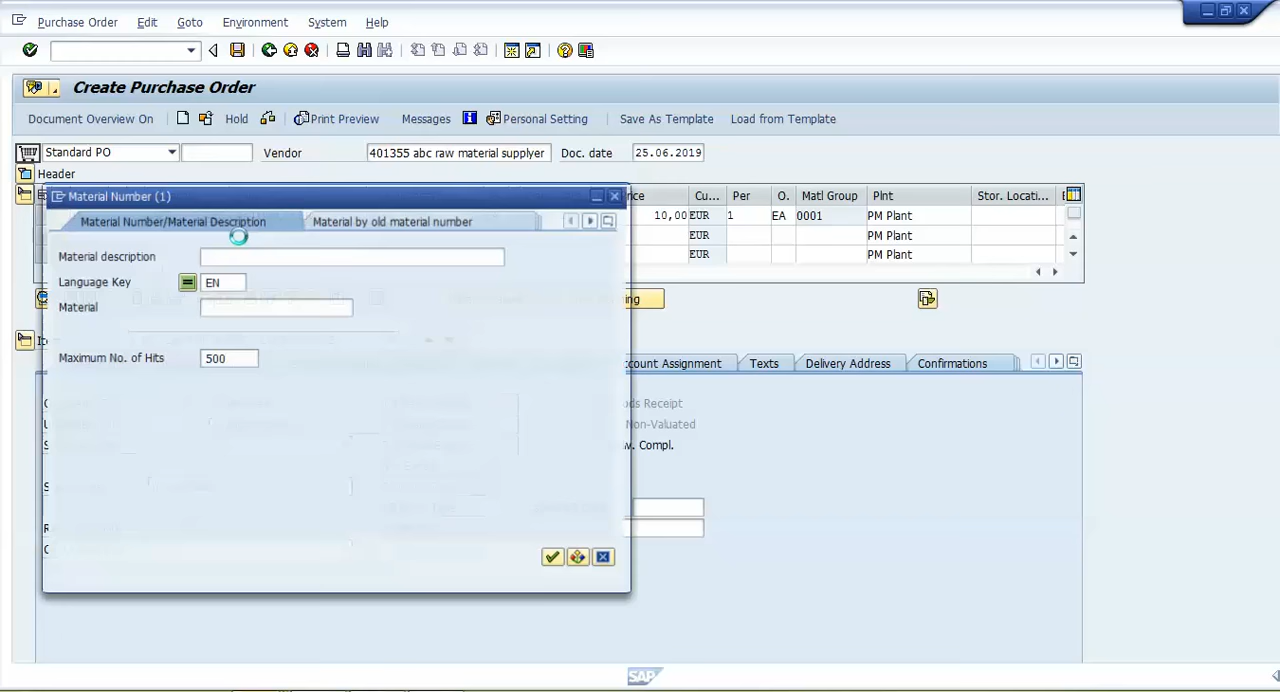 Purchase Order Edit Goto Environment System Help
Create Purchase Order
Document Overview On Hold Print Preview Messages Personal Setting Save As Template Load from Template
Standard PO Vendor 401355 abc raw material supplyer Doc. date 25.06.2019
Header
Material Number (1)
Cu... Per O. Matl Group Plnt Stor. Locati...
Material Number/Material Description Material by old material number
10,00 EUR 1 EA 0001 PM Plant
EUR PM Plant
Material description
EUR PM Plant
Language Key EN
Material
Maximum No. of Hits 500
Account Assignment Texts Delivery Address Confirmations
Receipt
Non-Valuated
Compl.
SAP